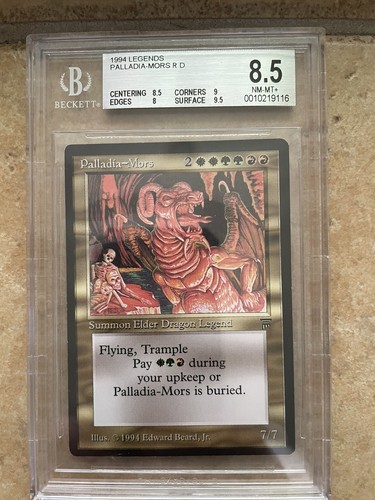 BECKETT®
1994 LEGENDS
PALLADIA-MORS R D
CENTERING 8.5 CORNERS 9
EDGES 8 SURFACE 9.5
8.5
NM-MT+
0010219116
Palladia-Mors 2
Summon Elder Dragon Legend
Flying, Trample
Pay during
your upkeep or
Palladia-Mors is buried.
Illus. © 1994 Edward Beard, Jr. 7/7